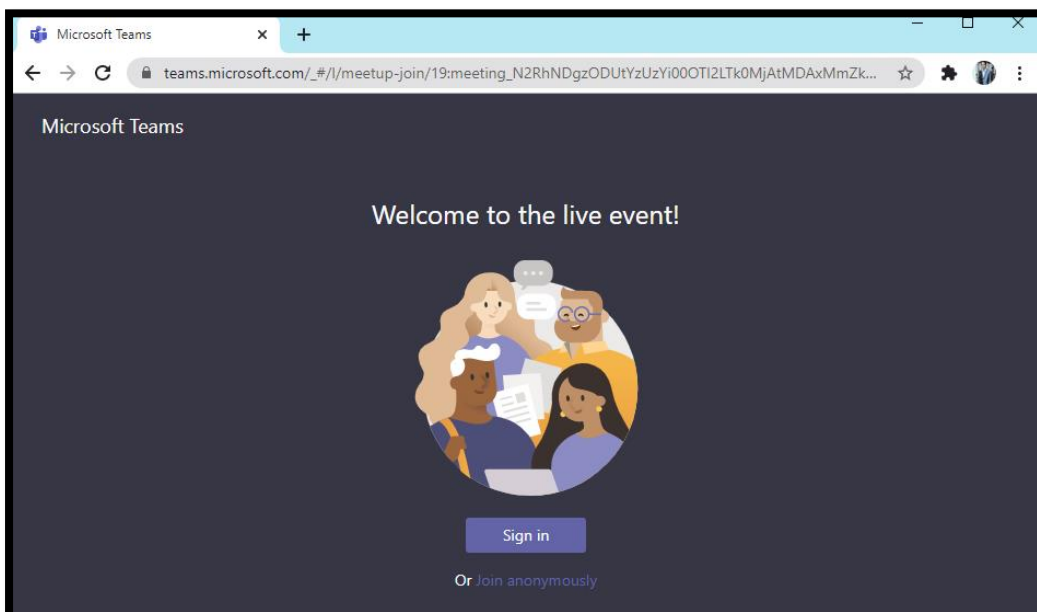 Microsoft Teams
teams.microsoft.com/_#/l/meetup-join/19:meeting_N2RhNDgzODUtYzUzYi00OTI2LTk0MjAtMDAxMmZk...
Microsoft Teams
Welcome to the live event!
Sign in
Or Join anonymously